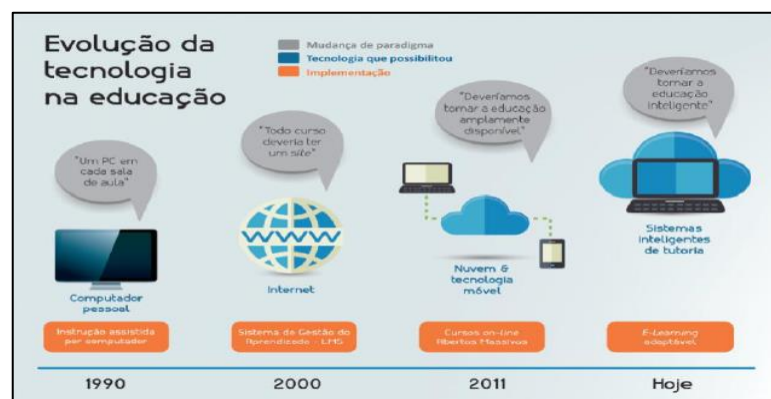 Evolução da
tecnologia
na educação
Mudança de paradigma
Tecnologia que possibilitou
Implementação
"Um PC em
cada sala
de aula"
Computador
pessoal
Instrução assistida
por computador
1990
"Todo curso
deveria ter
um site"
WWW
Internet
Sistema de Gestão do
Aprendizado - LMS
2000
"Deveríamos
tornar a educação
amplamente
disponível"
Nuvem &
tecnologia
móvel
Cursos on-line
Abertos Massivos
2011
"Deveríamos
tornar a
educação
inteligente"
Sistemas
inteligentes
de tutoria
E-Learning
adaptável
Hoje